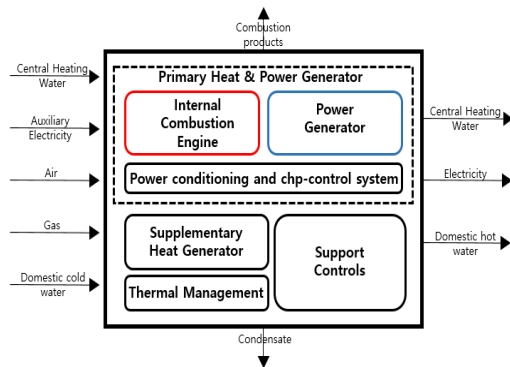 Combustion
products
Central Heating
Water
Auxiliary
Electricity
Air
Gas
Domestic cold
water
Primary Heat & Power Generator
Internal
Combustion
Engine
Power
Generator
Power conditioning and chp-control system
Supplementary
Heat Generator
Thermal Management
Support
Controls
Central Heating
Water
Electricity
Domestic hot
water
Condensate